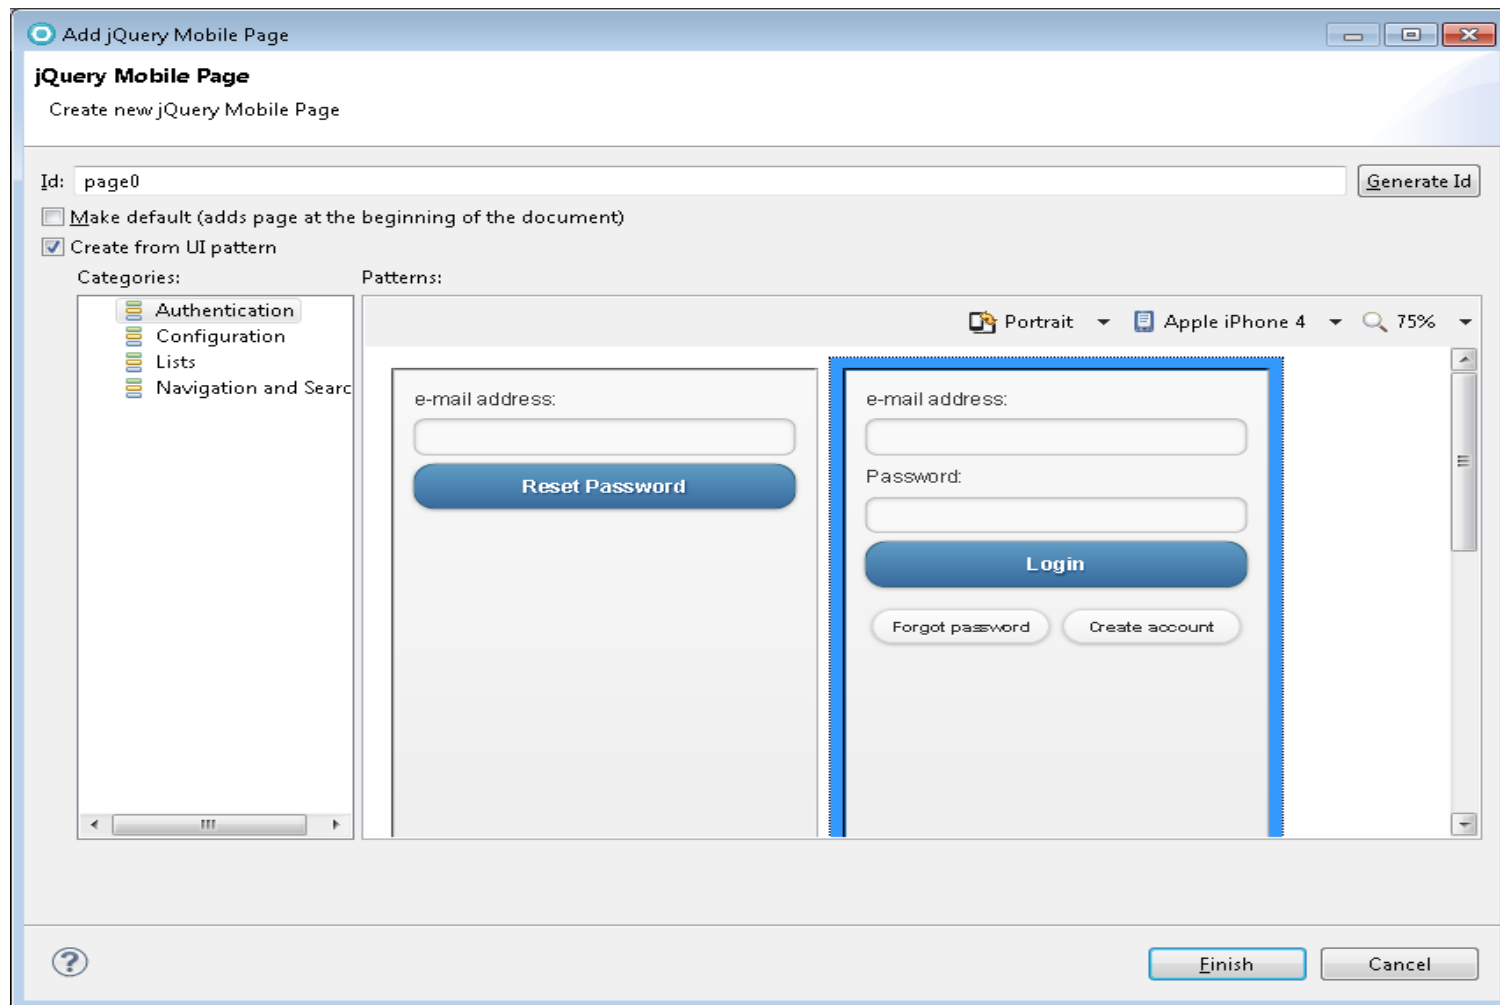 Add jQuery Mobile Page
jQuery Mobile Page
Create new jQuery Mobile Page
Id: page0 Generate Id
Make default (adds page at the beginning of the document)
Create from UI pattern
Categories: Patterns:
Authentication
Configuration
Lists
Navigation and Searc
Portrait Apple iPhone 4 75%
e-mail address:
Reset Password
e-mail address:
Password:
Login
Forgot password Create account
Finish Cancel